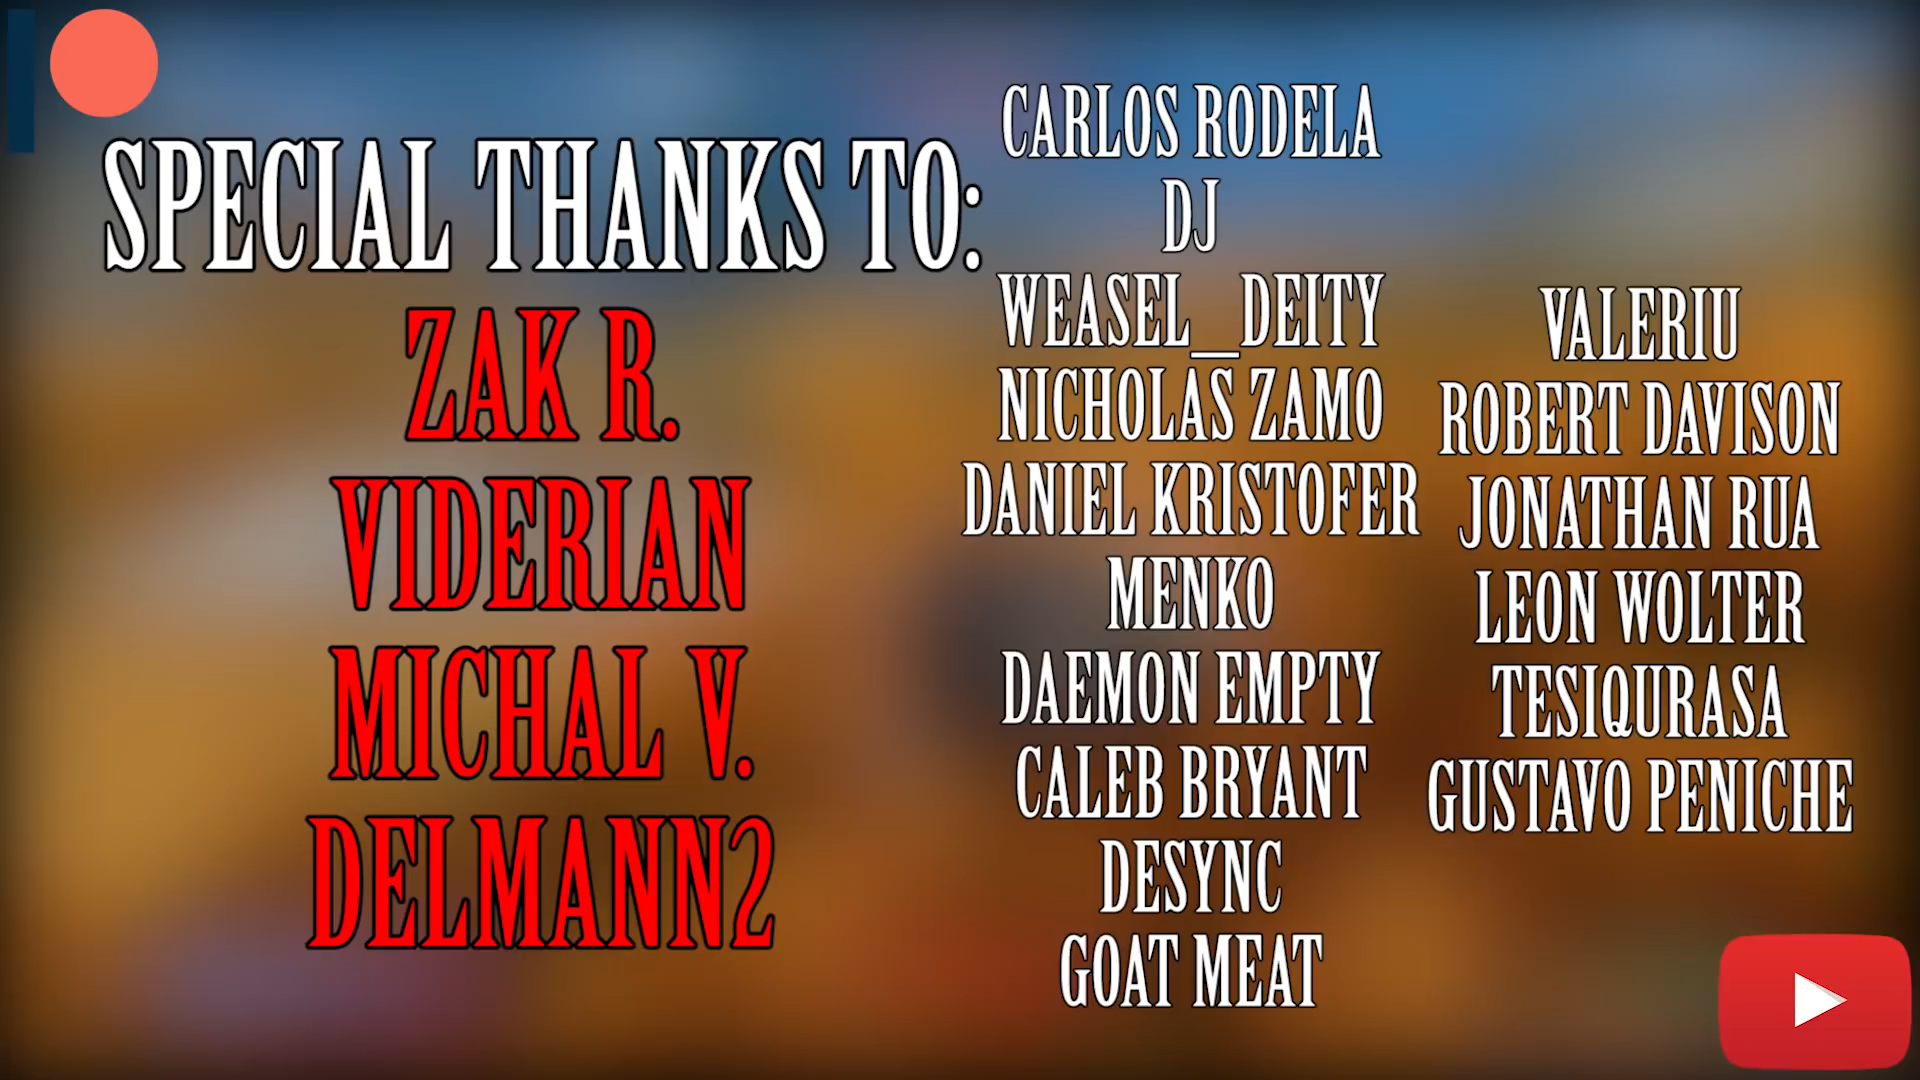 SPECIAL THANKS TO:
ZAK R.
VIDERIAN
MICHAL V.
DELMANN2
CARLOS RODELA
DJ
WEASEL_DEITY
NICHOLAS ZAMO
DANIEL KRISTOFER
MENKO
DAEMON EMPTY
CALEB BRYANT
DESYNC
GOAT MEAT
VALERIU
ROBERT DAVISON
JONATHAN RUA
LEON WOLTER
TESIQURASA
GUSTAVO PENICHE